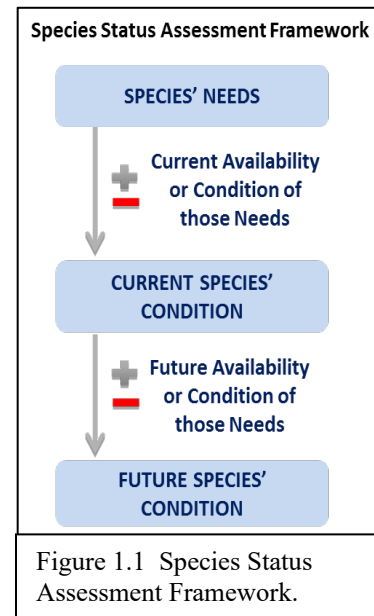 Species Status Assessment Framework
SPECIES' NEEDS
Current Availability
or Condition of
those Needs
CURRENT SPECIES'
CONDITION
Future Availability
or Condition of
those Needs
FUTURE SPECIES'
CONDITION
Figure 1.1 Species Status
Assessment Framework.